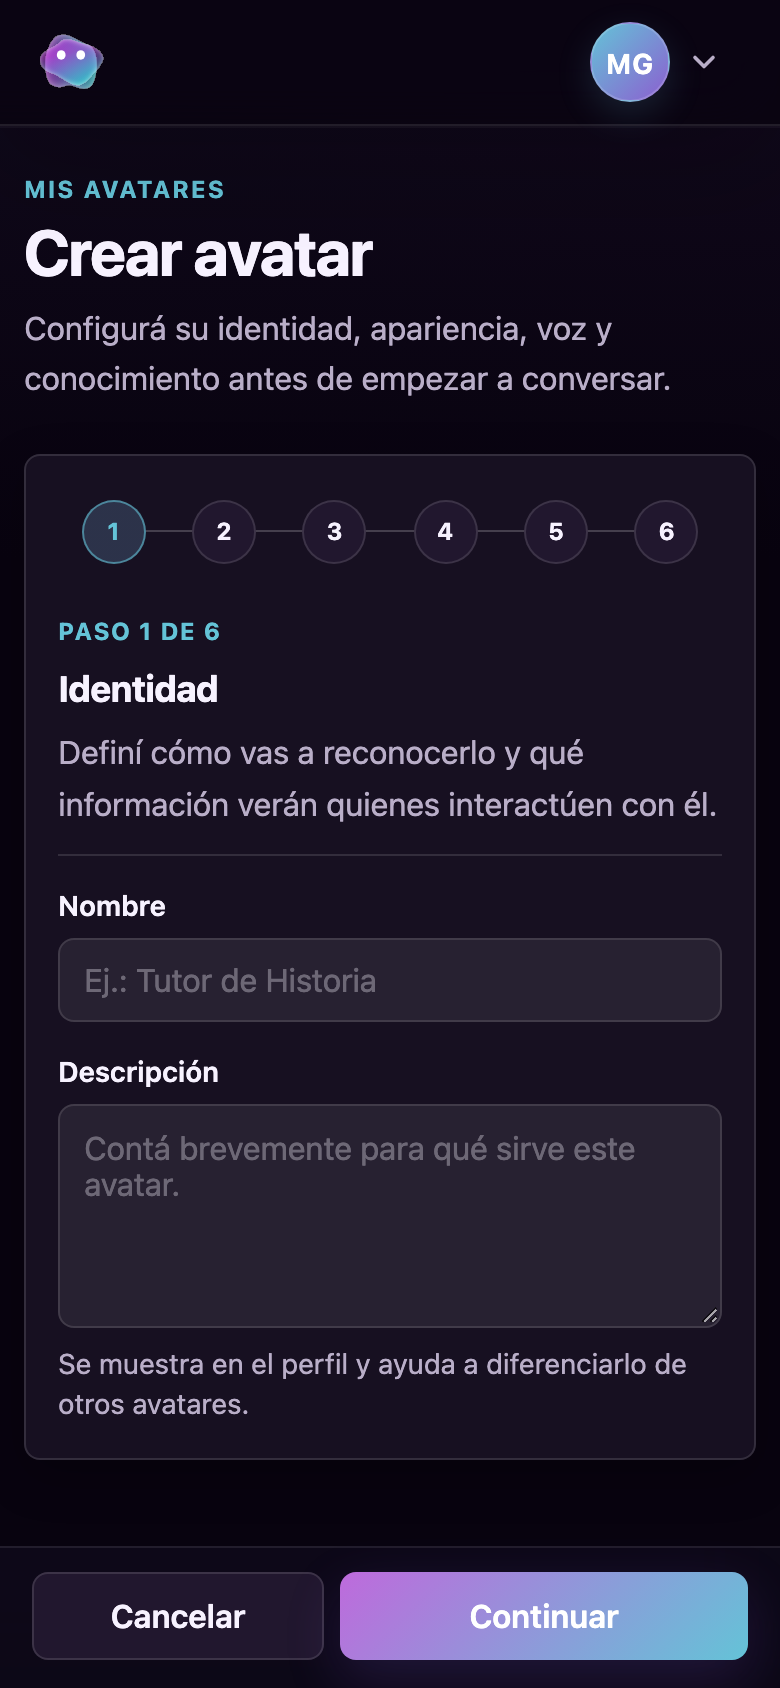 MG
MIS AVATARES
Crear avatar
Configurá su identidad, apariencia, voz y
conocimiento antes de empezar a conversar.
1 2 3 4 5 6
PASO 1 DE 6
Identidad
Definí cómo vas a reconocerlo y qué
información verán quienes interactúen con él.
Nombre
Ej.: Tutor de Historia
Descripción
Contá brevemente para qué sirve este
avatar.
Se muestra en el perfil y ayuda a diferenciarlo de
otros avatares.
Cancelar Continuar